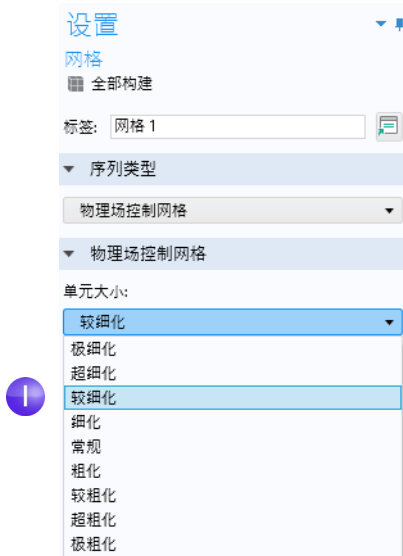 设置
网格
全部构建
标签: 网格 1
序列类型
物理场控制网格
物理场控制网格
单元大小:
较细化
极细化
超细化
较细化
细化
常规
粗化
较粗化
超粗化
极粗化